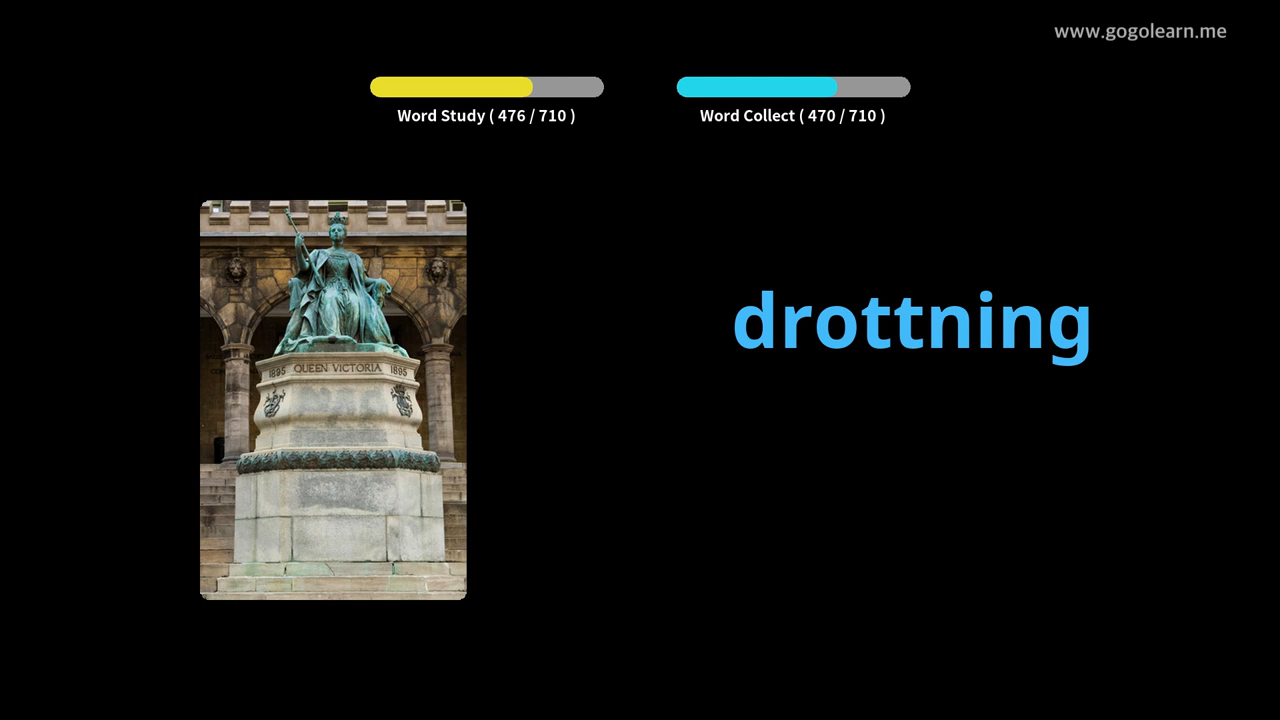 www.gogolearn.me
Word Study ( 476 / 710 )
Word Collect ( 470 / 710 )
drottning
1895 QUEEN VICTORIA 1895